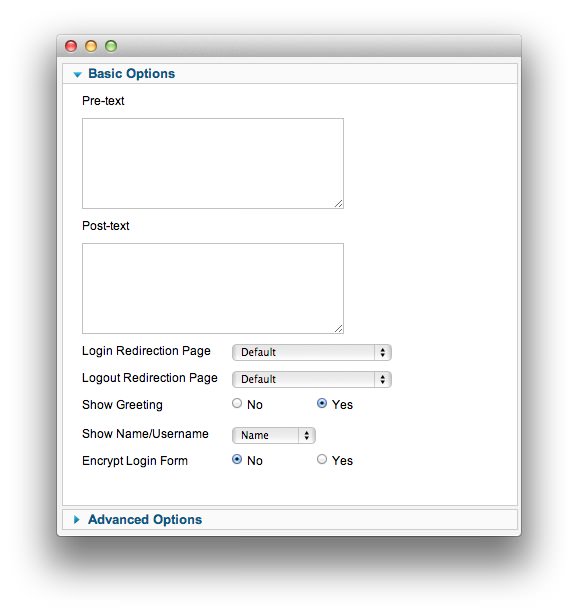 Basic Options
Pre-text
Post-text
Login Redirection Page Default
Logout Redirection Page Default
Show Greeting No Yes
Show Name/Username Name
Encrypt Login Form No Yes
Advanced Options